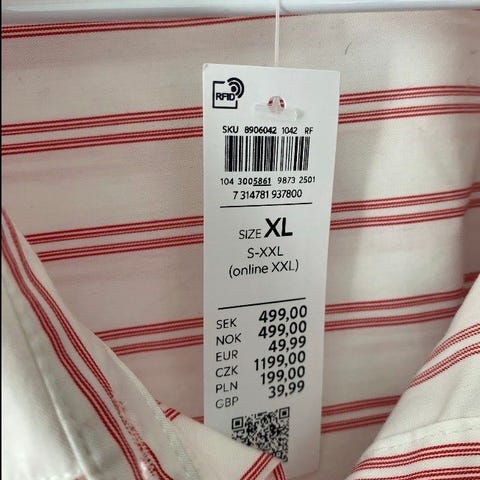 RFID
SKU 8906042 1042 RF
104 3005861 9873 2501
7 314781 937800
SIZE XL
S-XXL
(online XXL)
SEK 499,00
NOK 499,00
EUR 49,99
CZK 1199,00
PLN 199,00
GBP 39,99